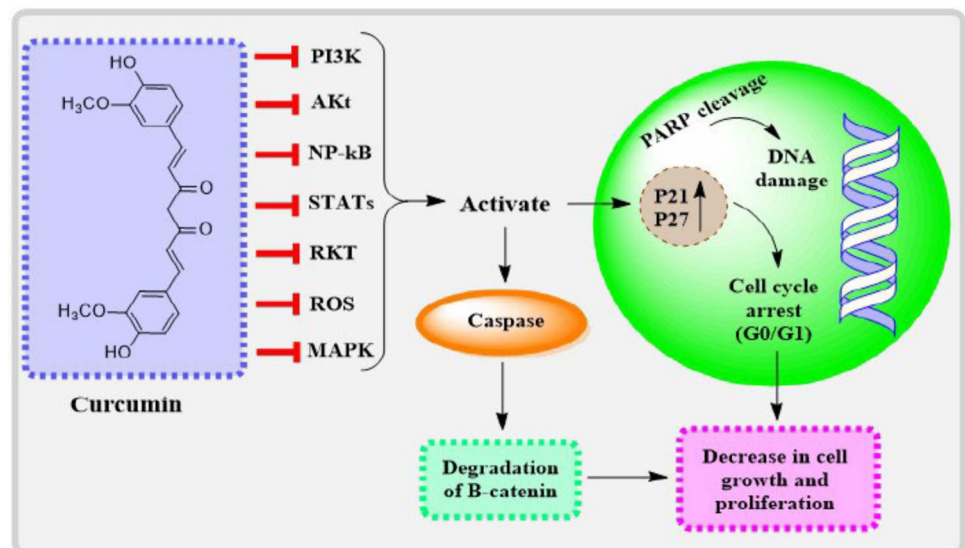 HO
H₃CO
O
O
H₃CO
HO
Curcumin
PI3K
AKt
NP-kB
STATs
RKT
ROS
MAPK
Activate
Caspase
Degradation
of B-catenin
PARP cleavage
DNA
damage
P21
P27
Cell cycle
arrest
(G0/G1)
Decrease in cell
growth and
proliferation